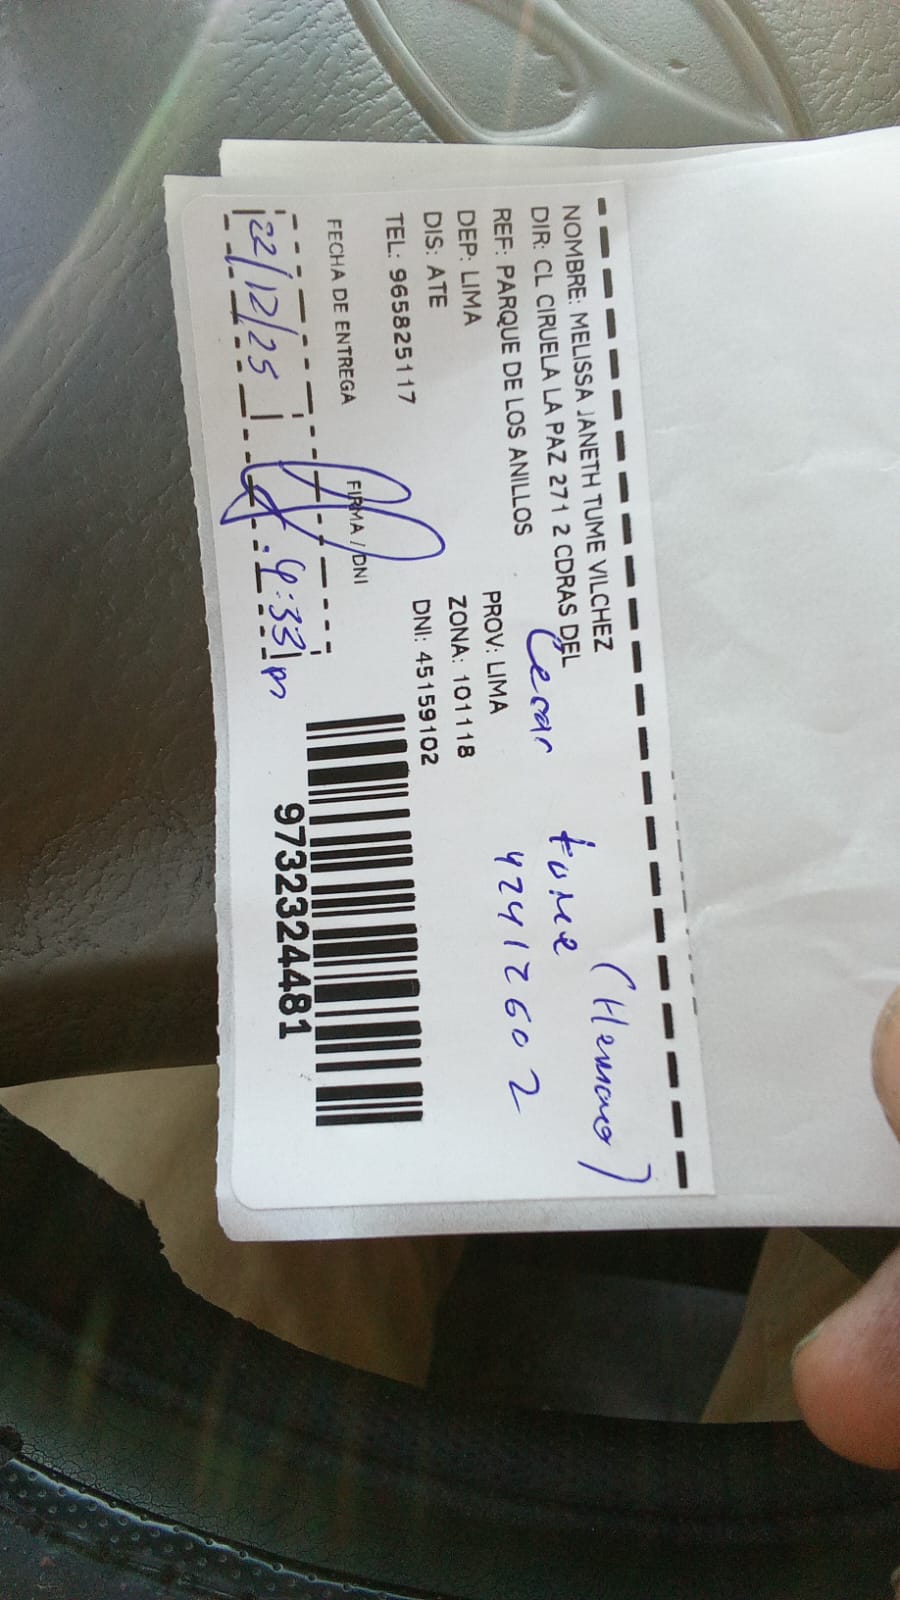 NOMBRE: MELISSA JANETH TUME VILCHEZ
DIR: CL CIRUELA LA PAZ 271 2 CDRAS DEL
REF: PARQUE DE LOS ANILLOS
DEP: LIMA PROV: LIMA
DIS: ATE ZONA: 101118
TEL: 965825117 DNI: 45159102
(Hermano)
Cesar tume
42412602
FECHA DE ENTREGA FIRMA / DNI
22/12/25 4:33 m
9732324481